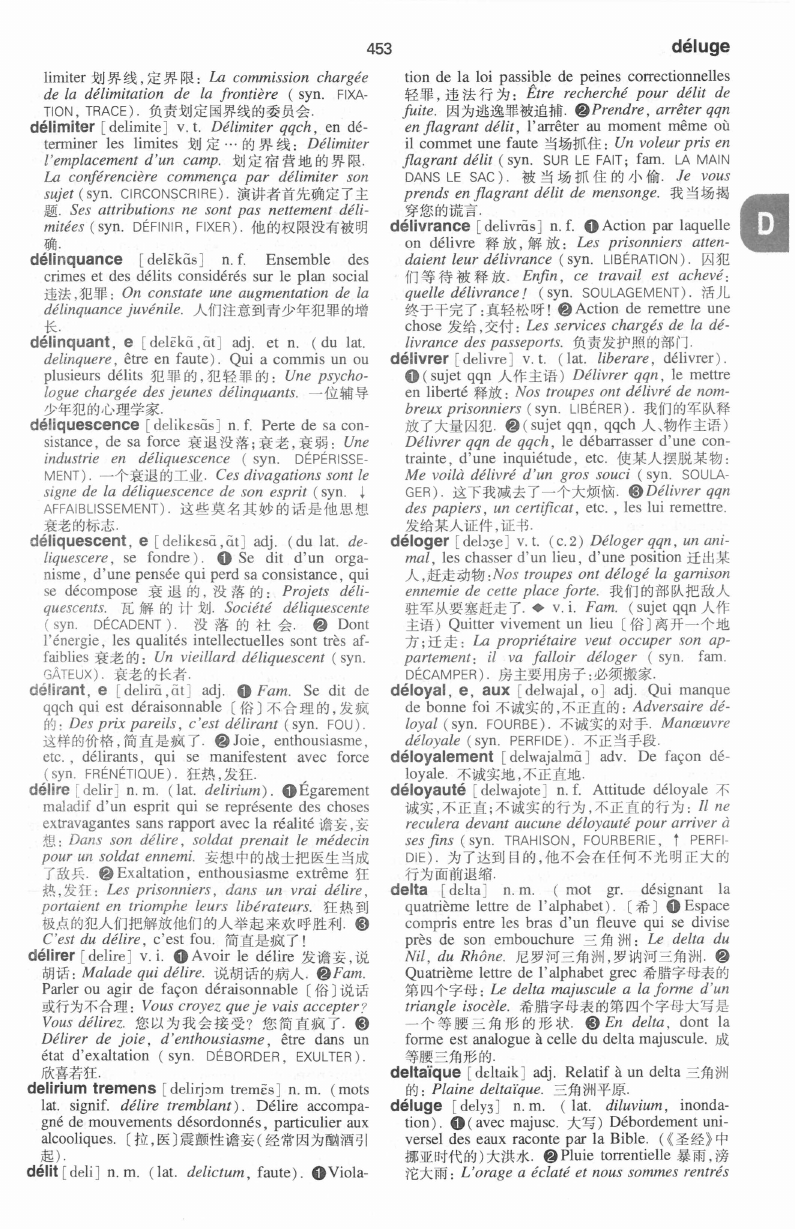 453
déluge
limiter 划界线,定界限: La commission chargée
de la délimitation de la frontière ( syn. FIXA-
TION, TRACE). 负责划定国界线的委员会.
délimiter [delimite] v. t. Délimiter qqch, en dé-
terminer les limites 划定…的界线: Délimiter
l'emplacement d'un camp. 划定宿营地的界限.
La conférencière commença par délimiter son
sujet (syn. CIRCONSCRIRE). 演讲者首先确定了主
题. Ses attributions ne sont pas nettement déli-
mitées (syn. DÉFINIR, FIXER). 他的权限没有被明
确.
délinquance [delɛ̃kɑ̃s] n. f. Ensemble des
crimes et des délits considérés sur le plan social
违法,犯罪: On constate une augmentation de la
délinquance juvénile. 人们注意到青少年犯罪的增
长.
délinquant, e [delɛ̃kɑ̃,ɑ̃t] adj. et n. (du lat.
delinquere, être en faute). Qui a commis un ou
plusieurs délits 犯罪的,犯轻罪的: Une psycho-
logue chargée des jeunes délinquants. 一位辅导
少年犯的心理学家.
déliquescence [delikɛsɑ̃s] n. f. Perte de sa con-
sistance, de sa force 衰退没落;衰老,衰弱: Une
industrie en déliquescence ( syn. DÉPÉRISSE-
MENT). 一个衰退的工业. Ces divagations sont le
signe de la déliquescence de son esprit (syn. ↓
AFFAIBLISSEMENT). 这些莫名其妙的话是他思想
衰老的标志.
déliquescent, e [delikɛsɑ̃,ɑ̃t] adj. (du lat. de-
liquescere, se fondre). ❶ Se dit d'un orga-
nisme, d'une pensée qui perd sa consistance, qui
se décompose 衰退的,没落的: Projets déli-
quescents. 瓦解的计划. Société déliquescente
(syn. DÉCADENT). 没落的社会. ❷ Dont
l'énergie, les qualités intellectuelles sont très af-
faiblies 衰老的: Un vieillard déliquescent (syn.
GÂTEUX). 衰老的长者.
délirant, e [delirɑ̃,ɑ̃t] adj. ❶ Fam. Se dit de
qqch qui est déraisonnable [俗]不合理的,发疯
的: Des prix pareils, c'est délirant (syn. FOU).
这样的价格,简直是疯了. ❷Joie, enthousiasme,
etc., délirants, qui se manifestent avec force
(syn. FRÉNÉTIQUE). 狂热,发狂.
délire [delir] n. m. (lat. delirium). ❶Égarement
maladif d'un esprit qui se représente des choses
extravagantes sans rapport avec la réalité 谵妄,妄
想: Dans son délire, soldat prenait le médecin
pour un soldat ennemi. 妄想中的战士把医生当成
了敌兵. ❷ Exaltation, enthousiasme extrême 狂
热,发狂: Les prisonniers, dans un vrai délire,
portaient en triomphe leurs libérateurs. 狂热到
极点的犯人们把解放他们的人举起来欢呼胜利. ❸
C'est du délire, c'est fou. 简直是疯了!
délirer [delire] v. i. ❶Avoir le délire 发谵妄,说
胡话: Malade qui délire. 说胡话的病人. ❷Fam.
Parler ou agir de façon déraisonnable [俗]说话
或行为不合理: Vous croyez que je vais accepter?
Vous délirez. 您以为我会接受? 您简直疯了. ❸
Délirer de joie, d'enthousiasme, être dans un
état d'exaltation ( syn. DÉBORDER, EXULTER).
欣喜若狂.
delirium tremens [delirjɔm tremɛ̃s] n. m. (mots
lat. signif. délire tremblant). Délire accompa-
gné de mouvements désordonnés, particulier aux
alcooliques. [拉,医]震颤性谵妄(经常因为酗酒引
起).
délit [deli] n. m. (lat. delictum, faute). ❶Viola-
tion de la loi passible de peines correctionnelles
轻罪,违法行为: Être recherché pour délit de
fuite. 因为逃逸罪被追捕. ❷Prendre, arrêter qqn
en flagrant délit, l'arrêter au moment même où
il commet une faute 当场抓住: Un voleur pris en
flagrant délit (syn. SUR LE FAIT; fam. LA MAIN
DANS LE SAC). 被当场抓住的小偷. Je vous
prends en flagrant délit de mensonge. 我当场揭
穿您的谎言.
D
délivrance [delivrɑ̃s] n. f. ❶Action par laquelle
on délivre 释放,解放: Les prisonniers atten-
daient leur délivrance (syn. LIBÉRATION). 囚犯
们等待被释放. Enfin, ce travail est achevé;
quelle délivrance! (syn. SOULAGEMENT). 活儿
终于干完了;真轻松呀! ❷Action de remettre une
chose 发给,交付: Les services chargés de la dé-
livrance des passeports. 负责发护照的部门.
délivrer [delivre] v. t. (lat. liberare, délivrer).
❶(sujet qqn 人作主语) Délivrer qqn, le mettre
en liberté 释放: Nos troupes ont délivré de nom-
breux prisonniers (syn. LIBÉRER). 我们的军队释
放了大量囚犯. ❷(sujet qqn, qqch 人、物作主语)
Délivrer qqn de qqch, le débarrasser d'une con-
trainte, d'une inquiétude, etc. 使某人摆脱某物:
Me voilà délivré d'un gros souci (syn. SOULA-
GER). 这下我减去了一个大烦恼. ❸Délivrer qqn
des papiers, un certificat, etc., les lui remettre.
发给某人证件,证书.
déloger [delɔʒe] v. t. (c.2) Déloger qqn, un ani-
mal, les chasser d'un lieu, d'une position 迁出某
人,赶走动物:Nos troupes ont délogé la garnison
ennemie de cette place forte. 我们的部队把敌人
驻军从要塞赶走了. ◆ v. i. Fam. (sujet qqn 人作
主语) Quitter vivement un lieu [俗]离开一个地
方;迁走: La propriétaire veut occuper son ap-
partement; il va falloir déloger ( syn. fam.
DÉCAMPER). 房主要用房子;必须搬家.
déloyal, e, aux [delwajal, o] adj. Qui manque
de bonne foi 不诚实的,不正直的: Adversaire dé-
loyal (syn. FOURBE). 不诚实的对手. Manœuvre
déloyale (syn. PERFIDE). 不正当手段.
déloyalement [delwajalmɑ̃] adv. De façon dé-
loyale. 不诚实地,不正直地.
déloyauté [delwajote] n. f. Attitude déloyale 不
诚实,不正直;不诚实的行为,不正直的行为: Il ne
reculera devant aucune déloyauté pour arriver à
ses fins (syn. TRAHISON, FOURBERIE, ↑ PERFI-
DIE). 为了达到目的,他不会在任何不光明正大的
行为面前退缩.
delta [delta] n. m. ( mot gr. désignant la
quatrième lettre de l'alphabet). [希] ❶ Espace
compris entre les bras d'un fleuve qui se divise
près de son embouchure 三角洲: Le delta du
Nil, du Rhône. 尼罗河三角洲,罗讷河三角洲. ❷
Quatrième lettre de l'alphabet grec 希腊字母表的
第四个字母: Le delta majuscule a la forme d'un
triangle isocèle. 希腊字母表的第四个字母大写是
一个等腰三角形的形状. ❸ En delta, dont la
forme est analogue à celle du delta majuscule. 成
等腰三角形的.
deltaïque [dɛltaik] adj. Relatif à un delta 三角洲
的: Plaine deltaïque. 三角洲平原.
déluge [delyʒ] n. m. ( lat. diluvium, inonda-
tion). ❶(avec majusc. 大写) Débordement uni-
versel des eaux raconte par la Bible. (《圣经》中
挪亚时代的)大洪水. ❷Pluie torrentielle 暴雨,滂
沱大雨: L'orage a éclaté et nous sommes rentrés